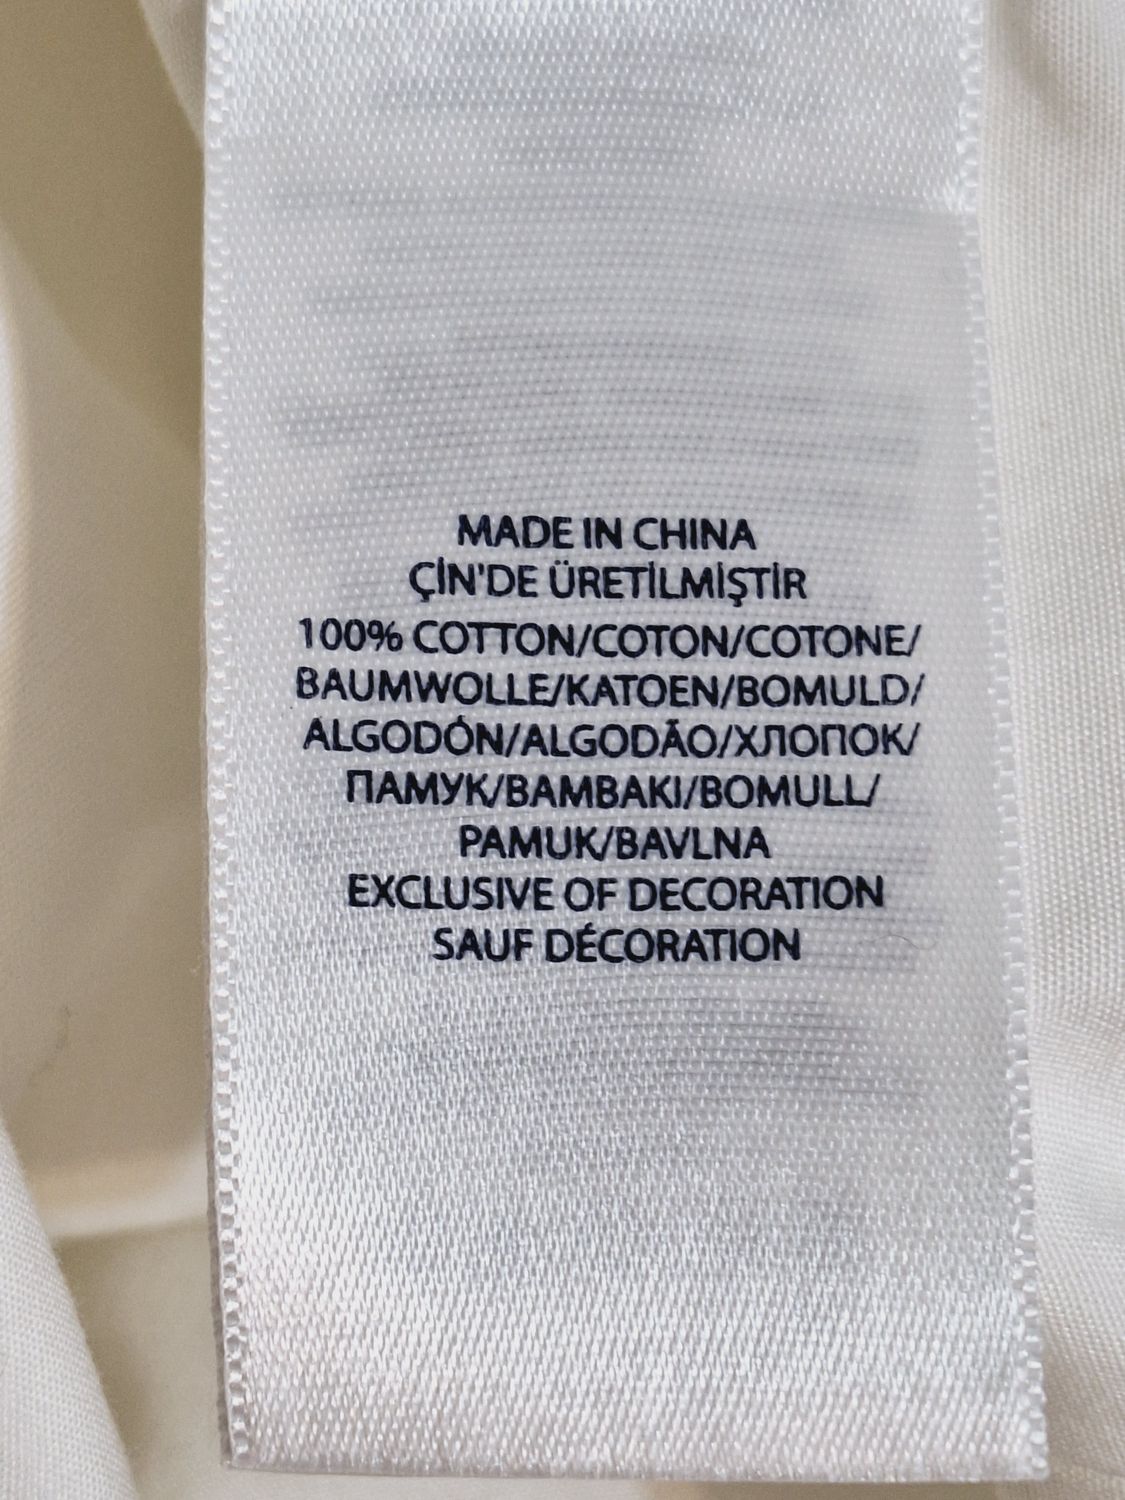 MADE IN CHINA
ÇİN'DE ÜRETİLMİŞTİR
100% COTTON/COTON/COTONE/
BAUMWOLLE/KATOEN/BOMULD/
ALGODÓN/ALGODÃO/ХЛОПОК/
ПАМУК/BAMBAKI/BOMULL/
PAMUK/BAVLNA
EXCLUSIVE OF DECORATION
SAUF DÉCORATION